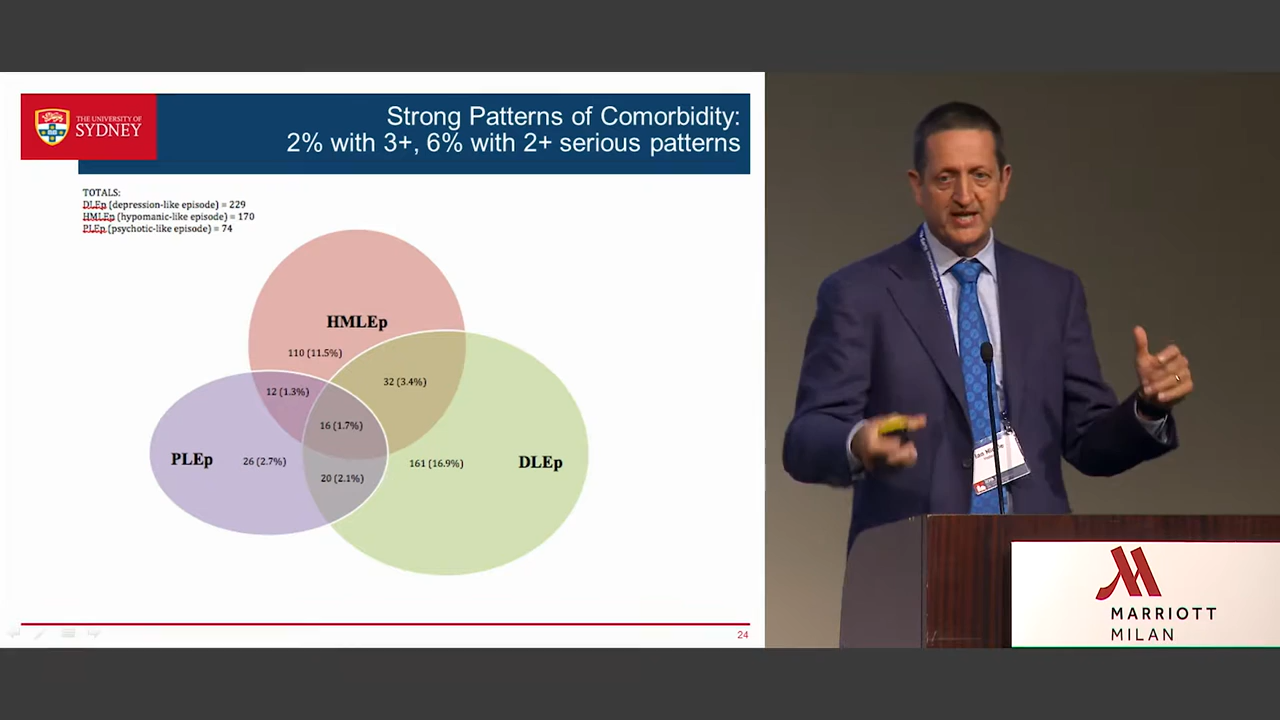 THE UNIVERSITY OF
SYDNEY
Strong Patterns of Comorbidity:
2% with 3+, 6% with 2+ serious patterns
TOTALS:
DLEp (depression-like episode) = 229
HMLEp (hypomanic-like episode) = 170
PLEp (psychotic-like episode) = 74
HMLEp
110 (11.5%)
32 (3.4%)
12 (1.3%)
16 (1.7%)
PLEp
26 (2.7%)
161 (16.9%)
DLEp
20 (2.1%)
24
MARRIOTT
MILAN